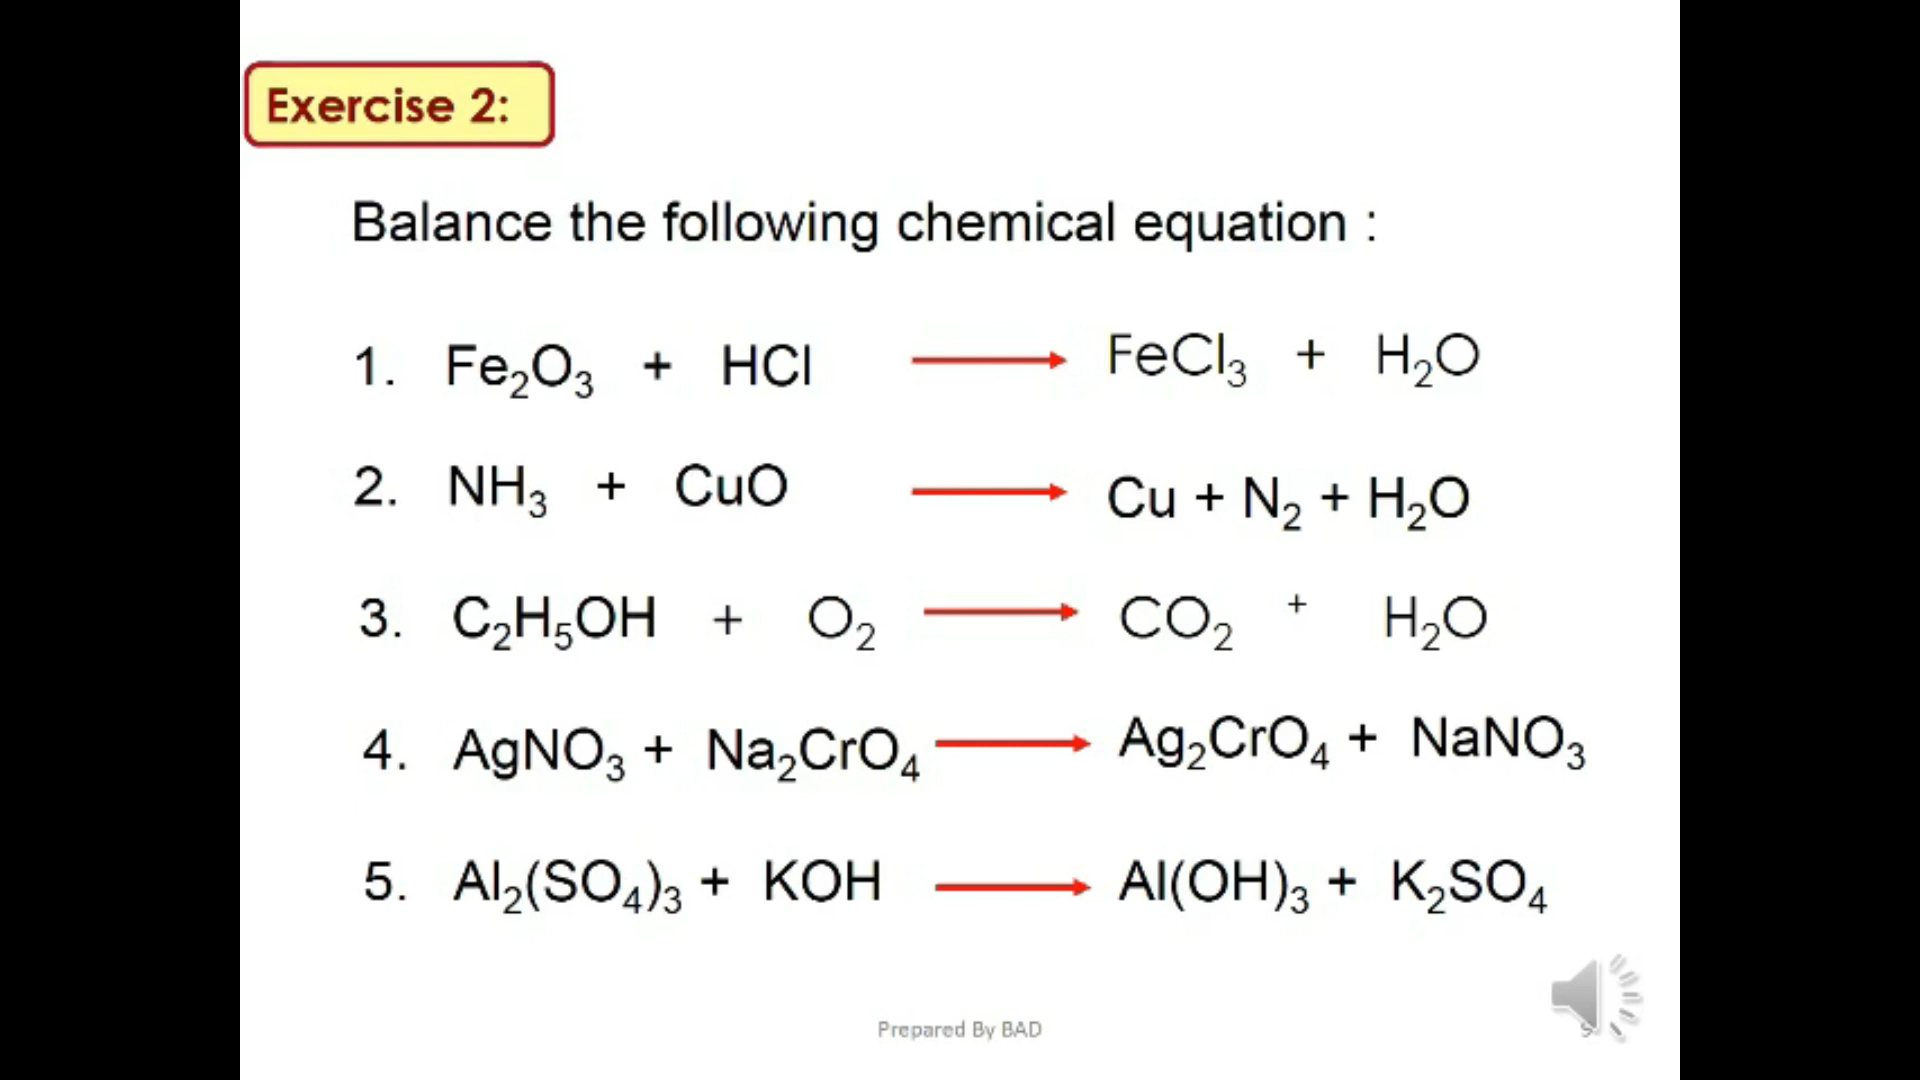 Exercise 2:
Balance the following chemical equation :
1. Fe₂O₃ + HCl → FeCl₃ + H₂O
2. NH₃ + CuO → Cu + N₂ + H₂O
3. C₂H₅OH + O₂ → CO₂ + H₂O
4. AgNO₃ + Na₂CrO₄ → Ag₂CrO₄ + NaNO₃
5. Al₂(SO₄)₃ + KOH → Al(OH)₃ + K₂SO₄
Prepared By BAD